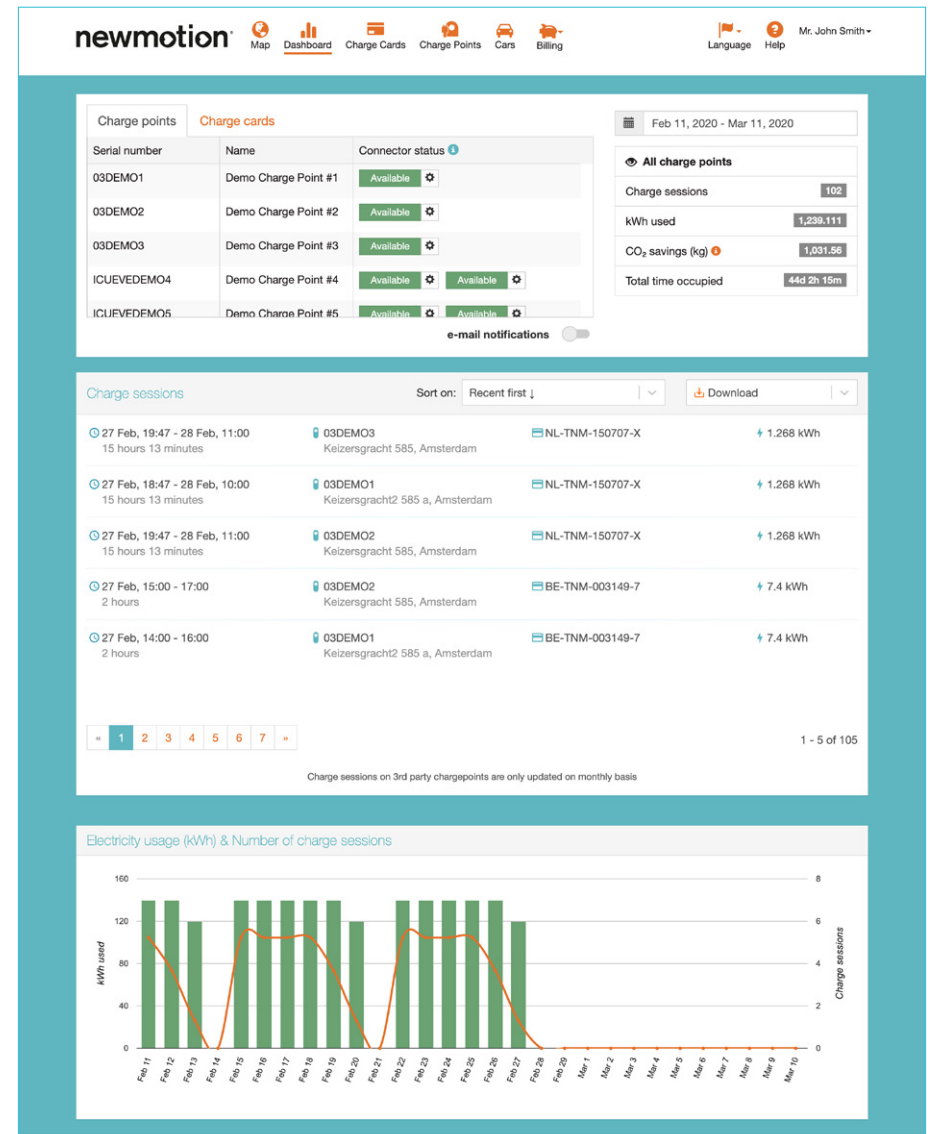 newmotion
Map Dashboard Charge Cards Charge Points Cars Billing Language Help Mr. John Smith
Charge points Charge cards
Serial number Name Connector status
03DEMO1 Demo Charge Point #1 Available
03DEMO2 Demo Charge Point #2 Available
03DEMO3 Demo Charge Point #3 Available
ICUEVEDEMO4 Demo Charge Point #4 Available Available
ICUEVEDEMO5 Demo Charge Point #5 Available Available
e-mail notifications
Feb 11, 2020 - Mar 11, 2020
All charge points
Charge sessions 102
kWh used 1,239.111
CO₂ savings (kg) 1,031.56
Total time occupied 44d 2h 15m
Charge sessions Sort on: Recent first ↓ Download
27 Feb, 19:47 - 28 Feb, 11:00 03DEMO3 NL-TNM-150707-X 1.268 kWh
15 hours 13 minutes Keizersgracht 585, Amsterdam
27 Feb, 18:47 - 28 Feb, 10:00 03DEMO1 NL-TNM-150707-X 1.268 kWh
15 hours 13 minutes Keizersgracht2 585 a, Amsterdam
27 Feb, 19:47 - 28 Feb, 11:00 03DEMO2 NL-TNM-150707-X 1.268 kWh
15 hours 13 minutes Keizersgracht 585, Amsterdam
27 Feb, 15:00 - 17:00 03DEMO2 BE-TNM-003149-7 7.4 kWh
2 hours Keizersgracht 585, Amsterdam
27 Feb, 14:00 - 16:00 03DEMO1 BE-TNM-003149-7 7.4 kWh
2 hours Keizersgracht2 585 a, Amsterdam
« 1 2 3 4 5 6 7 » 1 - 5 of 105
Charge sessions on 3rd party chargepoints are only updated on monthly basis
Electricity usage (kWh) & Number of charge sessions
160 8
120 6
80 4
40 2
0 0
kWh used
Charge sessions
Feb 11 Feb 12 Feb 13 Feb 14 Feb 15 Feb 16 Feb 17 Feb 18 Feb 19 Feb 20 Feb 21 Feb 22 Feb 23 Feb 24 Feb 25 Feb 26 Feb 27 Feb 28 Feb 29 Mar 1 Mar 2 Mar 3 Mar 4 Mar 5 Mar 6 Mar 7 Mar 8 Mar 9 Mar 10